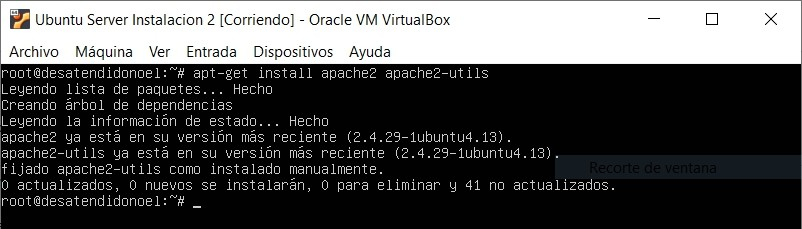 Ubuntu Server Instalacion 2 [Corriendo] - Oracle VM VirtualBox
Archivo Máquina Ver Entrada Dispositivos Ayuda
root@desatendidonoel:~# apt-get install apache2 apache2-utils
Leyendo lista de paquetes... Hecho
Creando árbol de dependencias
Leyendo la información de estado... Hecho
apache2 ya está en su versión más reciente (2.4.29-1ubuntu4.13).
apache2-utils ya está en su versión más reciente (2.4.29-1ubuntu4.13).
fijado apache2-utils como instalado manualmente.
Recorte de ventana
0 actualizados, 0 nuevos se instalarán, 0 para eliminar y 41 no actualizados.
root@desatendidonoel:~# _